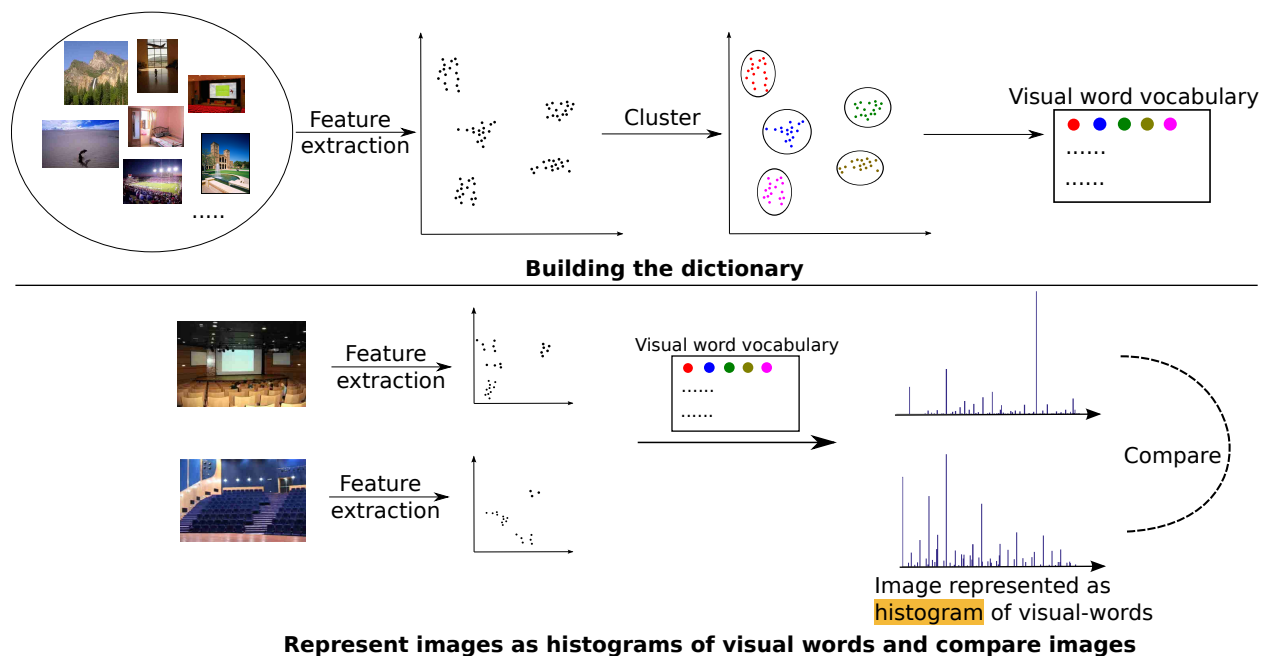 Feature
extraction
Cluster
Visual word vocabulary
......
......
.....
Building the dictionary
Feature
extraction
Visual word vocabulary
......
......
Compare
Feature
extraction
Image represented as
histogram of visual-words
Represent images as histograms of visual words and compare images